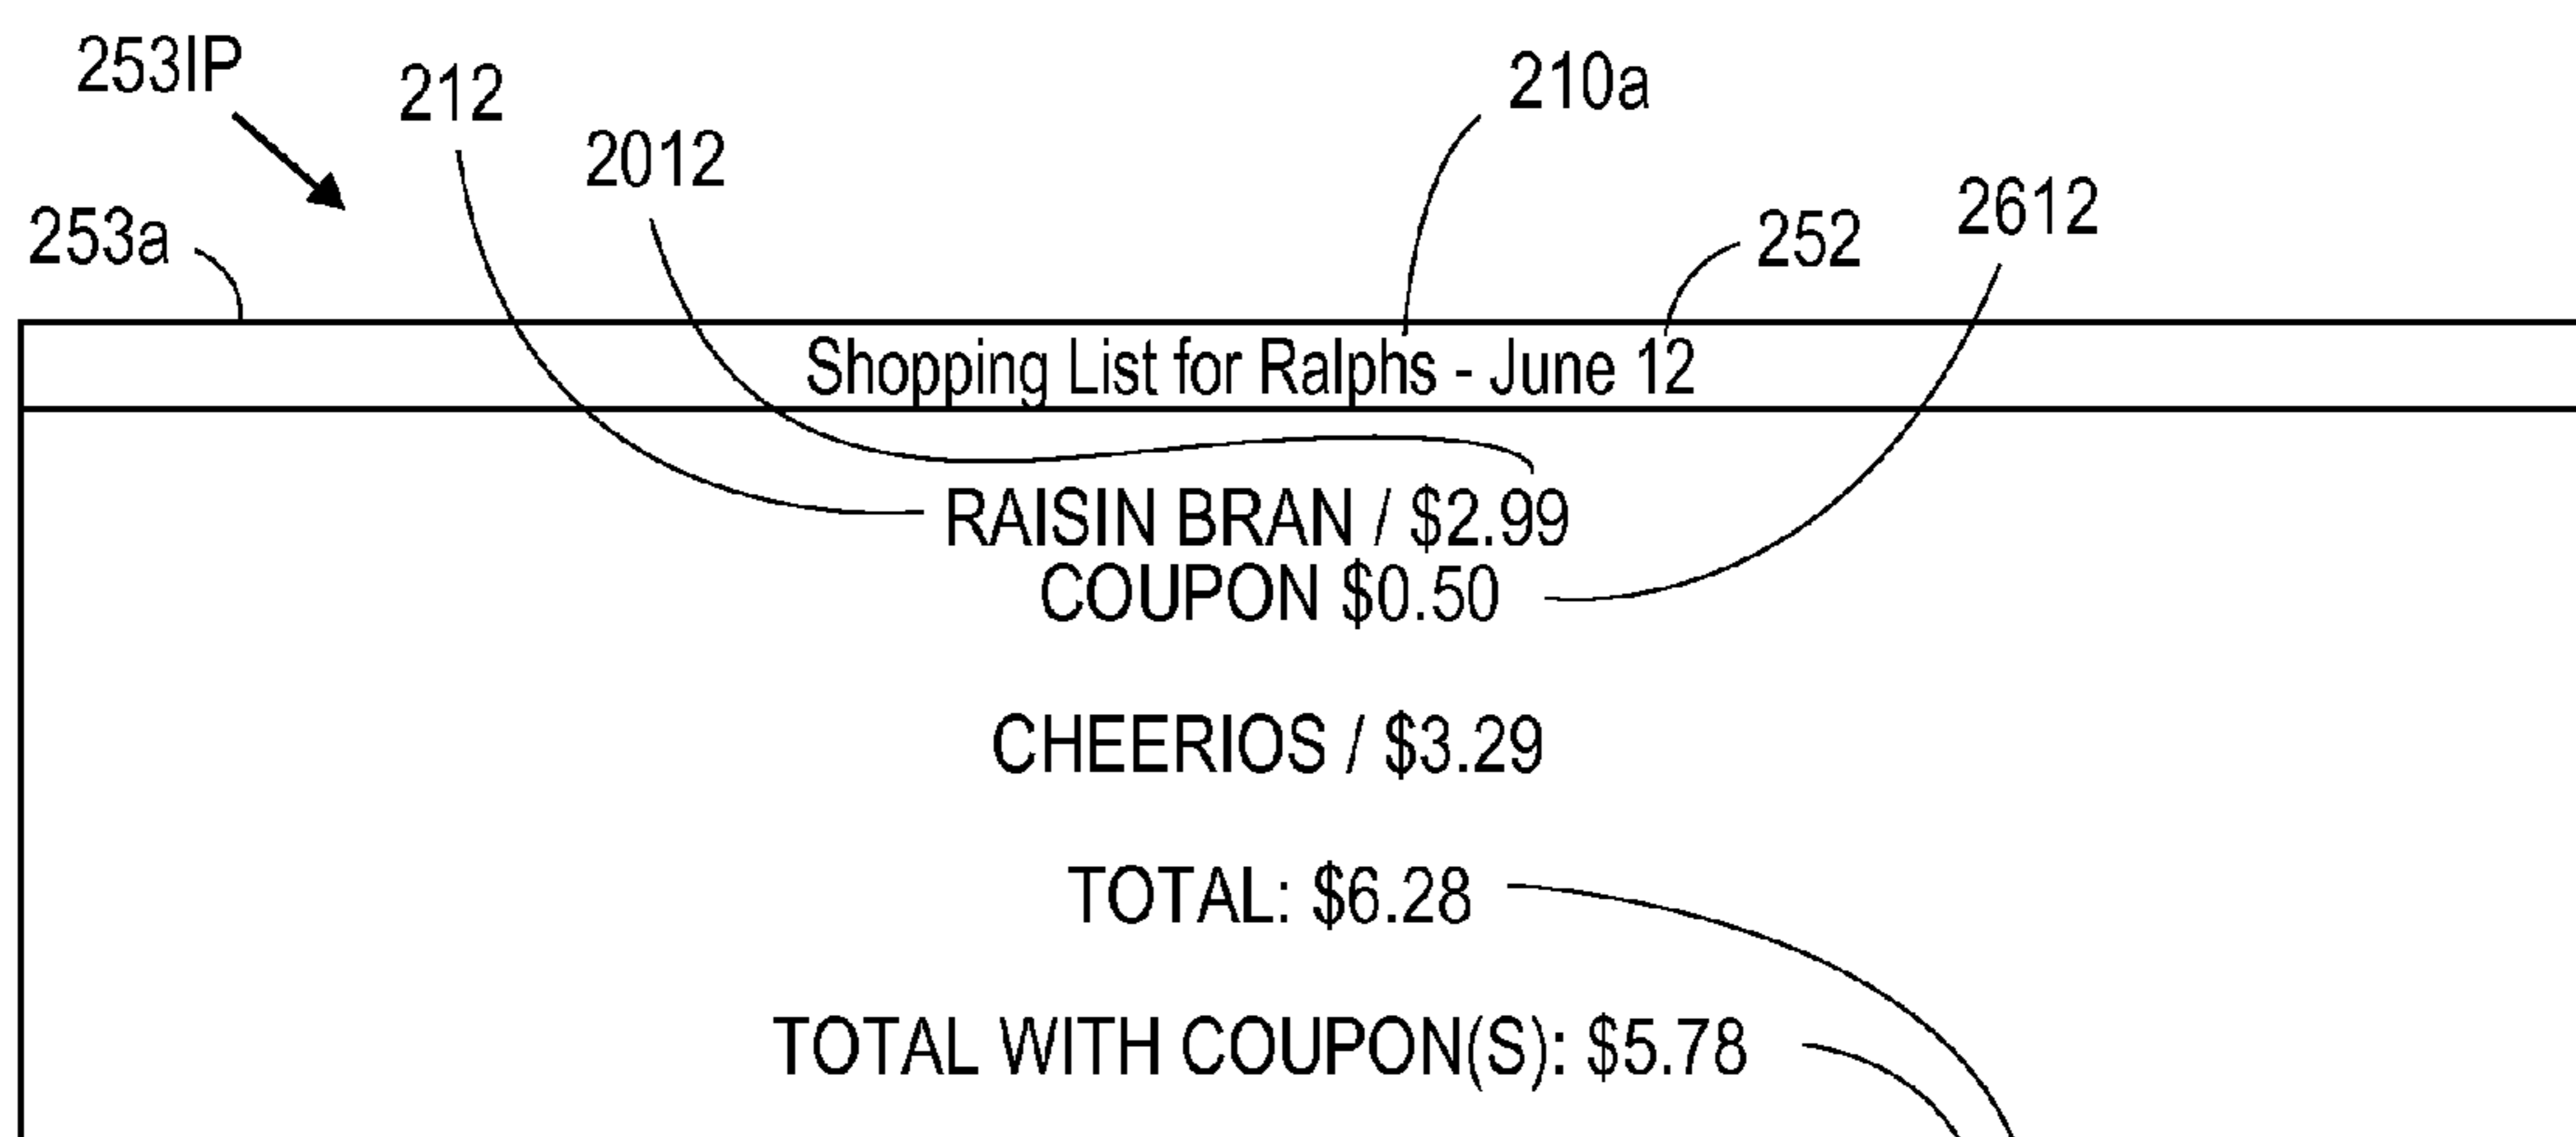 253IP
212
210a
2012
2612
253a
252
Shopping List for Ralphs - June 12
RAISIN BRAN / $2.99
COUPON $0.50
CHEERIOS / $3.29
TOTAL: $6.28
TOTAL WITH COUPON(S): $5.78